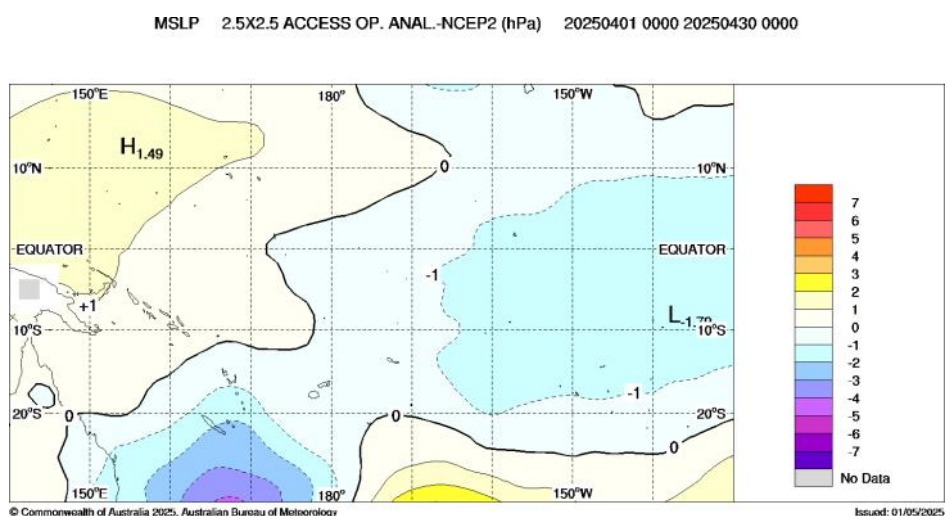 MSLP 2.5X2.5 ACCESS OP. ANAL.-NCEP2 (hPa) 20250401 0000 20250430 0000
150°E 180° 150°W
H 1.49
10°N 0 10°N
EQUATOR EQUATOR
-1
+1
L
10°S 10°S
-1
20°S 0 0 20°S
0
150°E 180° 150°W
7
6
5
4
3
2
1
0
-1
-2
-3
-4
-5
-6
-7
No Data
© Commonwealth of Australia 2025, Australian Bureau of Meteorology Issued: 01/05/2025